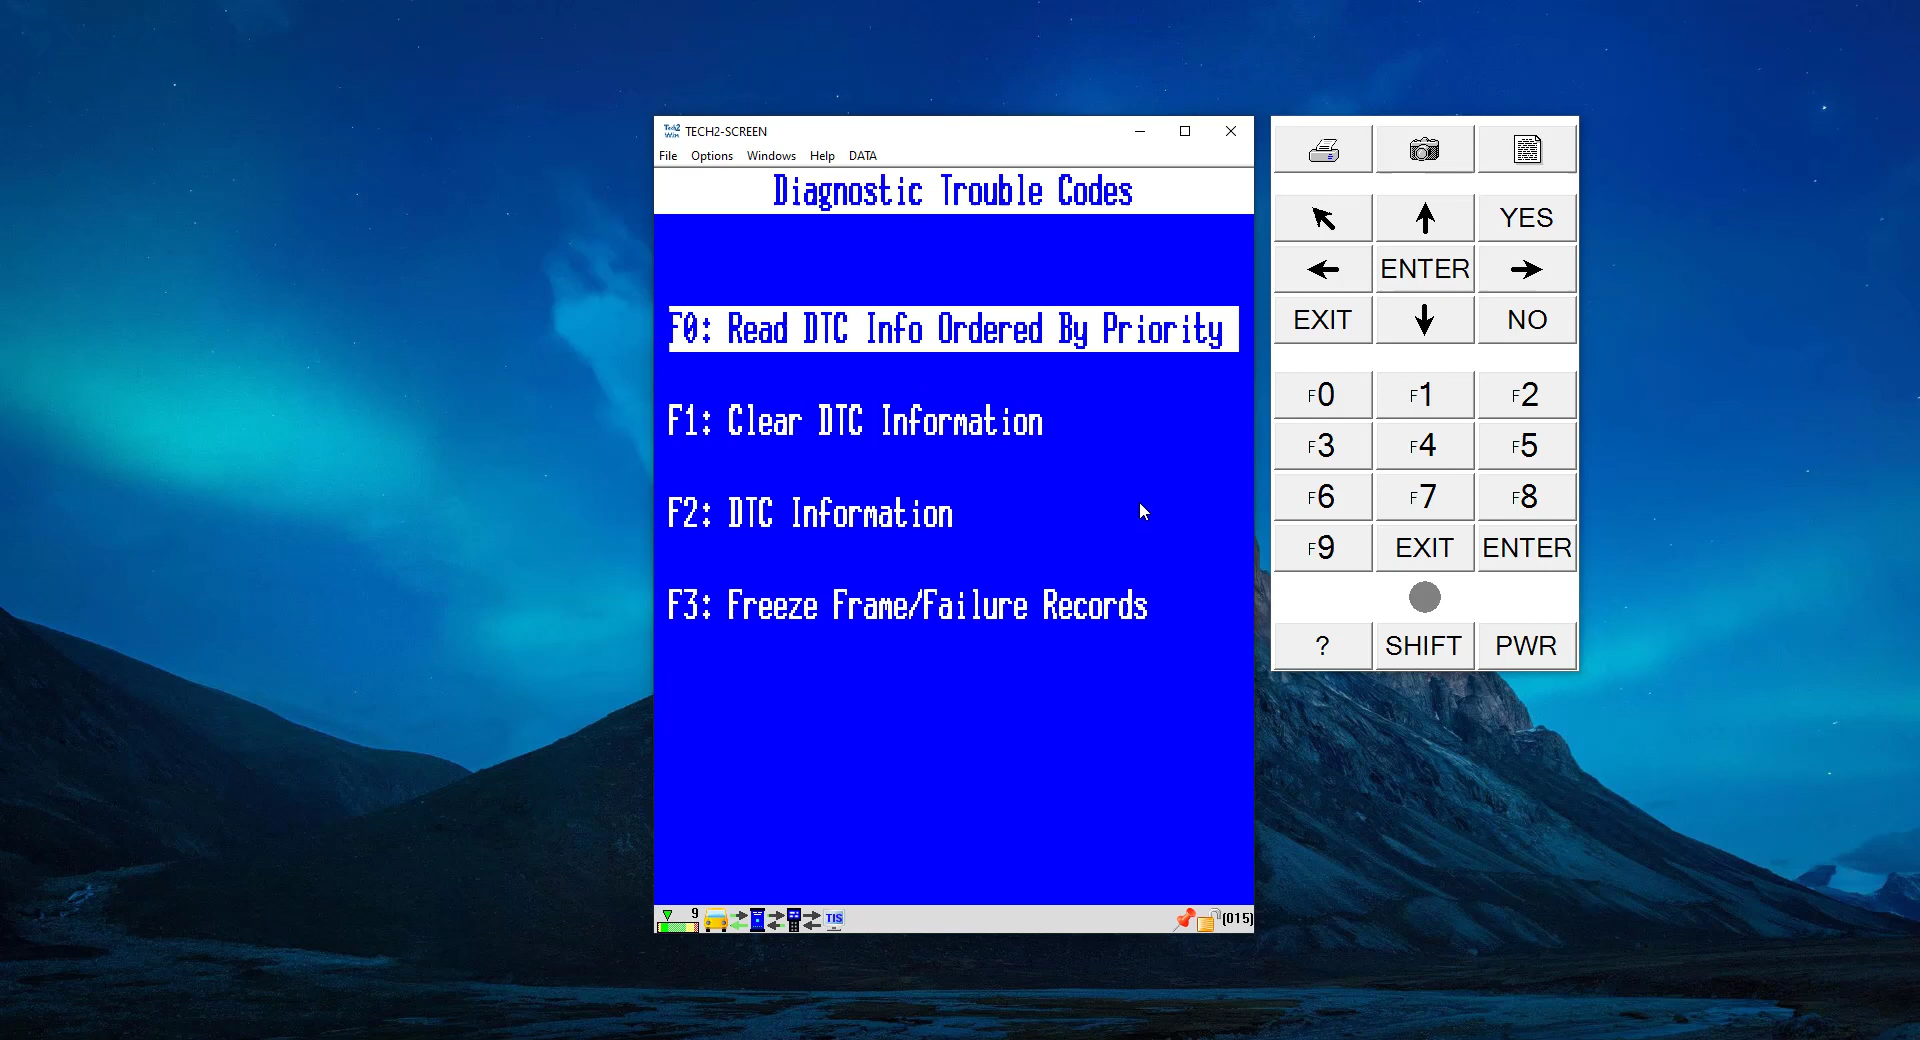 Tech2
Win
TECH2-SCREEN
File Options Windows Help DATA
Diagnostic Trouble Codes
F0: Read DTC Info Ordered By Priority
F1: Clear DTC Information
F2: DTC Information
F3: Freeze Frame/Failure Records
9
TIS
(015)
YES
ENTER
EXIT
NO
F0 F1 F2
F3 F4 F5
F6 F7 F8
F9 EXIT ENTER
? SHIFT PWR